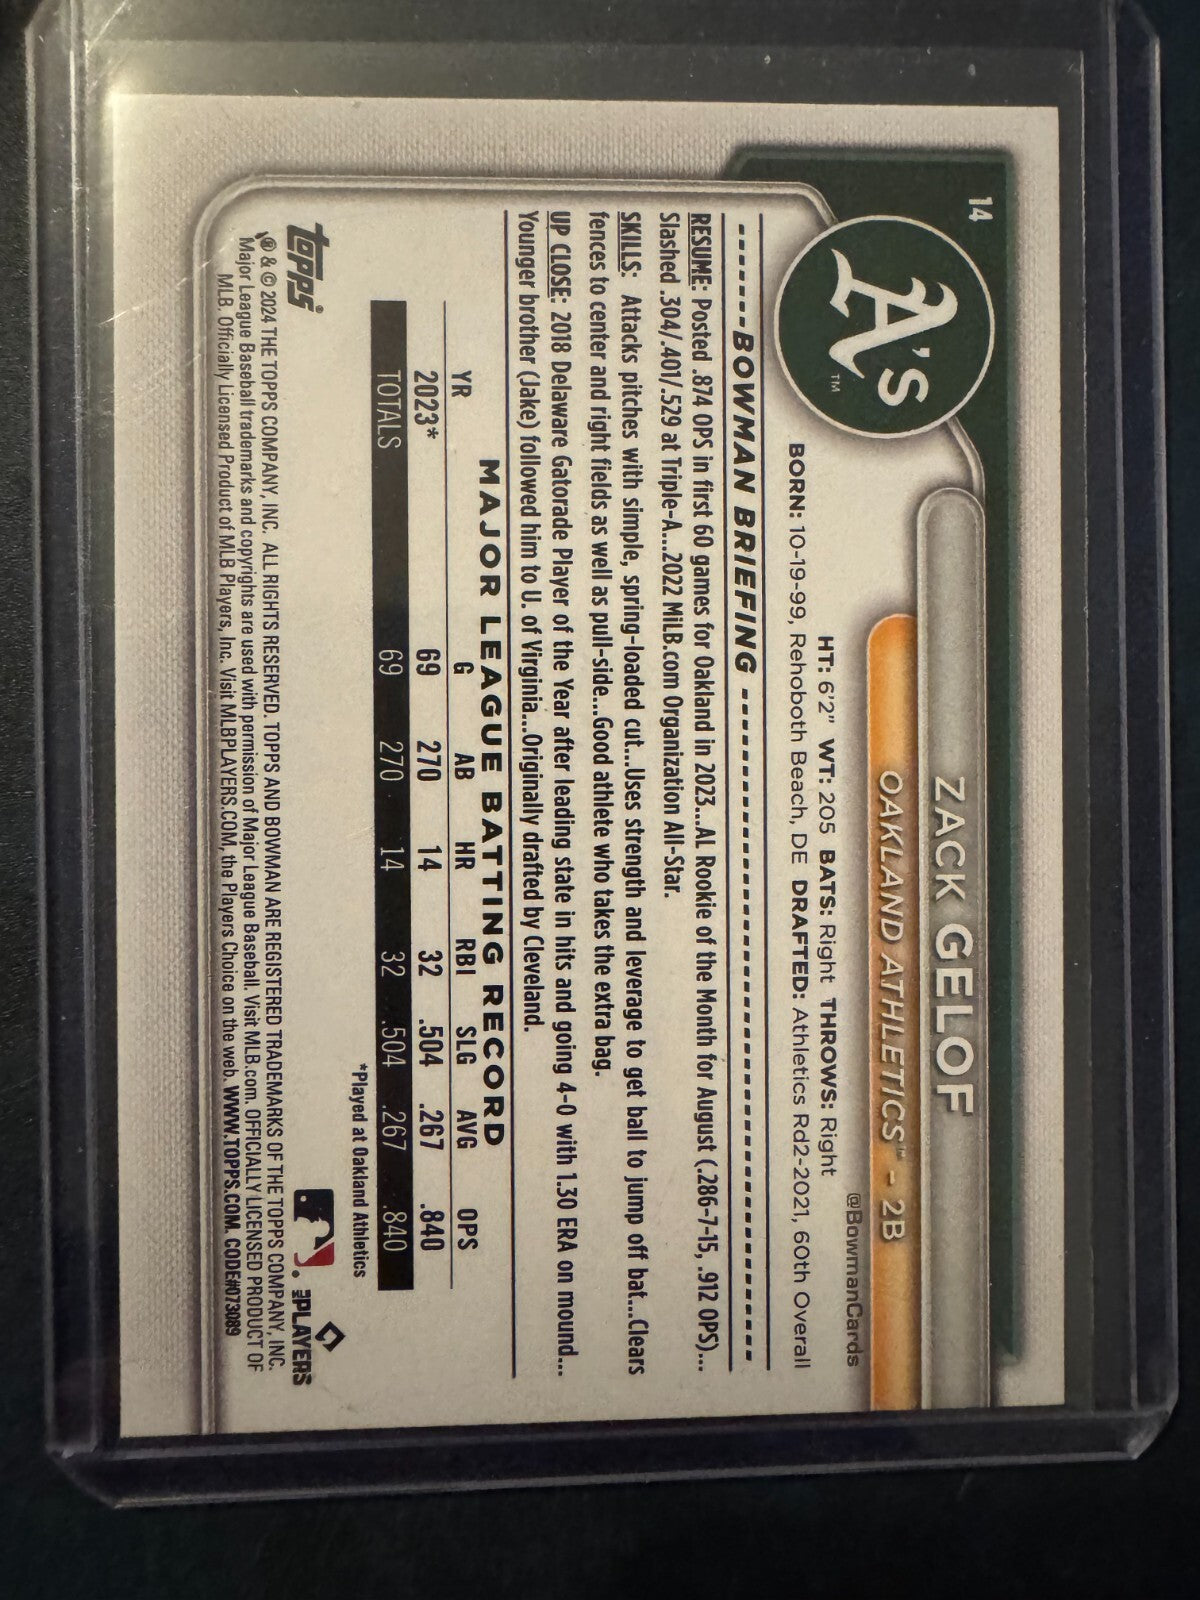 14
A's™
ZACK GELOF
OAKLAND ATHLETICS™ - 2B
@BowmanCards
HT: 6'2" WT: 205 BATS: Right THROWS: Right
BORN: 10-19-99, Rehoboth Beach, DE DRAFTED: Athletics Rd2-2021, 60th Overall
BOWMAN BRIEFING
RESUME: Posted .874 OPS in first 60 games for Oakland in 2023...AL Rookie of the Month for August (.286-7-15, .912 OPS)...
Slashed .304/.401/.529 at Triple-A...2022 MiLB.com Organization All-Star.
SKILLS: Attacks pitches with simple, spring-loaded cut...Uses strength and leverage to get ball to jump off bat...Clears
fences to center and right fields as well as pull-side...Good athlete who takes the extra bag.
UP CLOSE: 2018 Delaware Gatorade Player of the Year after leading state in hits and going 4-0 with 1.30 ERA on mound...
Younger brother (Jake) followed him to U. of Virginia...Originally drafted by Cleveland.
MAJOR LEAGUE BATTING RECORD
YR G AB HR RBI SLG AVG OPS
2023* 69 270 14 32 .504 .267 .840
TOTALS 69 270 14 32 .504 .267 .840
*Played at Oakland Athletics
topps
MLB PLAYERS
® & © 2024 THE TOPPS COMPANY, INC. ALL RIGHTS RESERVED. TOPPS AND BOWMAN ARE REGISTERED TRADEMARKS OF THE TOPPS COMPANY, INC.
Major League Baseball trademarks and copyrights are used with permission of Major League Baseball. Visit MLB.com. OFFICIALLY LICENSED PRODUCT OF
MLB. Officially Licensed Product of MLB Players, Inc. Visit MLBPLAYERS.COM, the Players Choice on the web. WWW.TOPPS.COM. CODE#073089